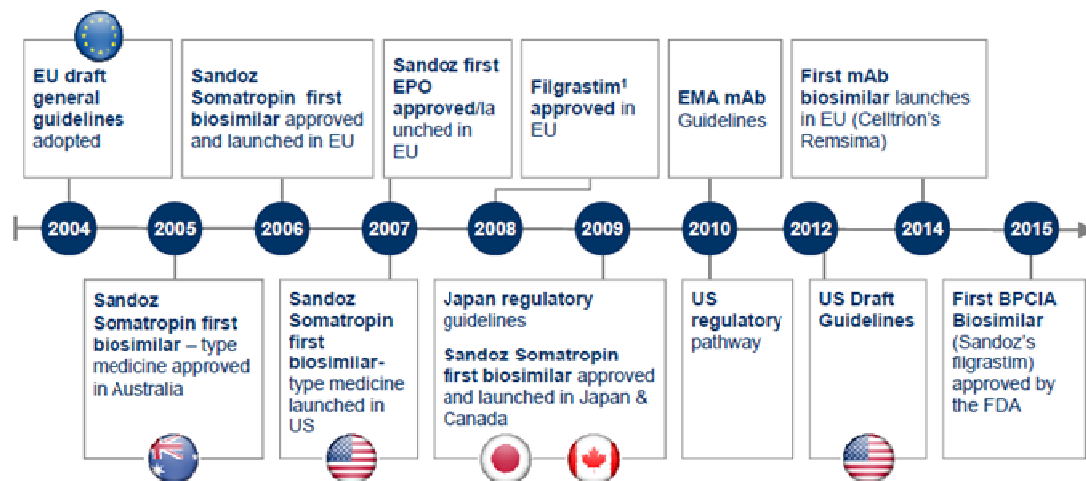 EU draft
general
guidelines
adopted
Sandoz
Somatropin first
biosimilar approved
and launched in EU
Sandoz first
EPO
approved/la
unched in
EU
Filgrastim¹
approved in
EU
EMA mAb
Guidelines
First mAb
biosimilar launches
in EU (Celltrion's
Remsima)
2004
2005
2006
2007
2008
2009
2010
2012
2014
2015
Sandoz
Somatropin first
biosimilar – type
medicine approved
in Australia
Sandoz
Somatropin
first
biosimilar-
type medicine
launched in
US
Japan regulatory
guidelines
Sandoz Somatropin
first biosimilar approved
and launched in Japan &
Canada
US
regulatory
pathway
US Draft
Guidelines
First BPCIA
Biosimilar
(Sandoz's
filgrastim)
approved by
the FDA